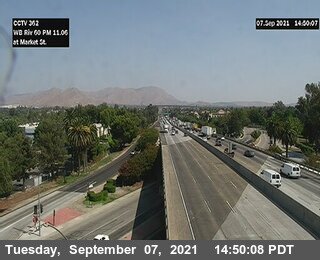 CCTV 362
WB Riv 60 PM 11.06
at Market St.
07.Sep 2021 14:50:07
Tuesday, September 07, 2021 14:50:08 PDT